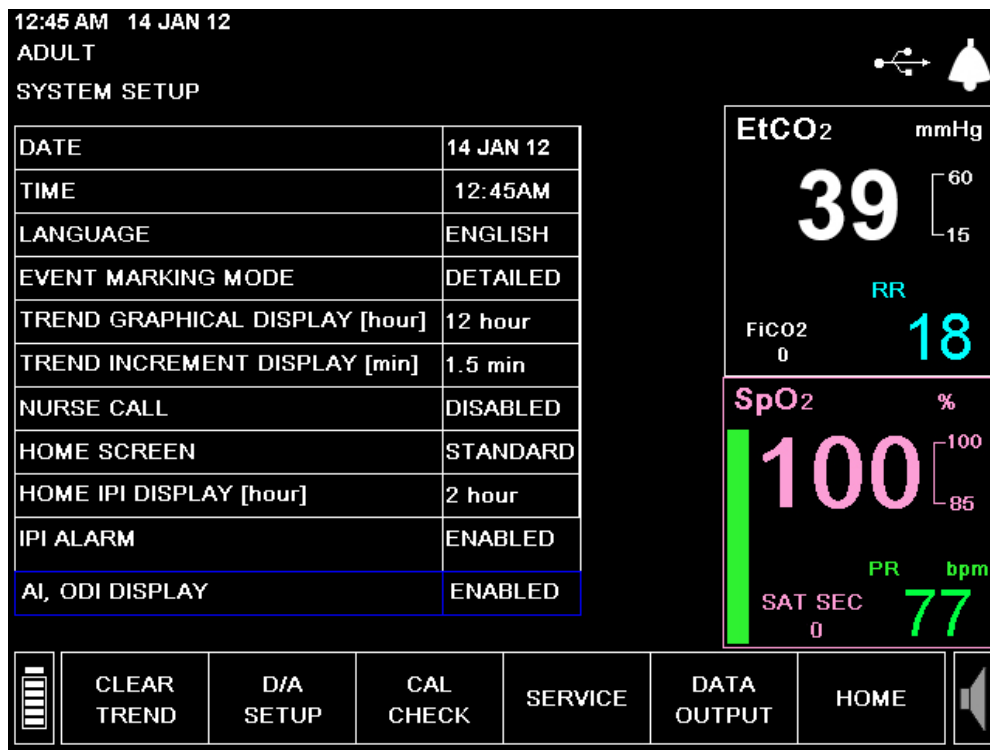 12:45 AM 14 JAN 12
ADULT
SYSTEM SETUP
DATE 14 JAN 12
TIME 12:45AM
LANGUAGE ENGLISH
EVENT MARKING MODE DETAILED
TREND GRAPHICAL DISPLAY [hour] 12 hour
TREND INCREMENT DISPLAY [min] 1.5 min
NURSE CALL DISABLED
HOME SCREEN STANDARD
HOME IPI DISPLAY [hour] 2 hour
IPI ALARM ENABLED
AI, ODI DISPLAY ENABLED
EtCO2 mmHg
39 60
15
RR
FiCO2 18
0
SpO2 %
100 100
85
PR bpm
SAT SEC 77
0
CLEAR
TREND
D/A
SETUP
CAL
CHECK
SERVICE
DATA
OUTPUT
HOME